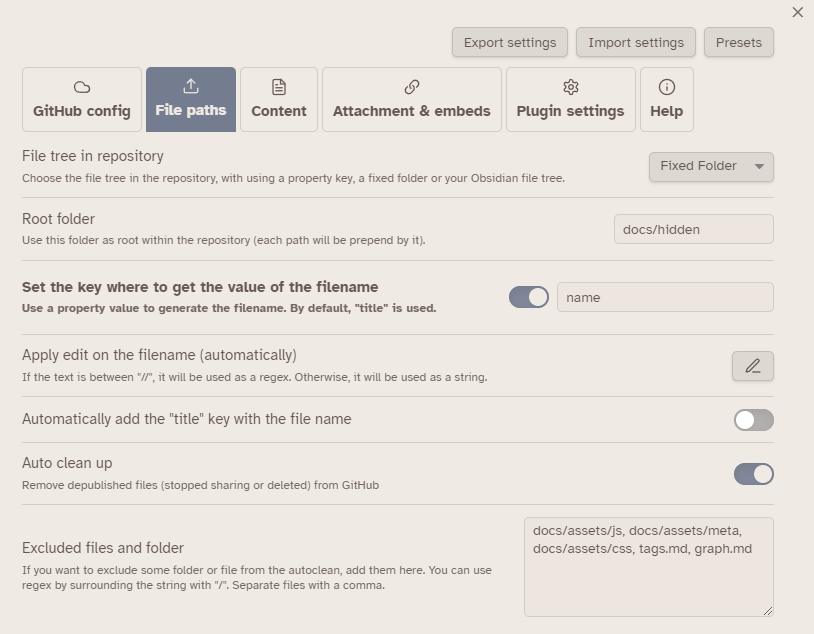 Export settings Import settings Presets
GitHub config File paths Content Attachment & embeds Plugin settings Help
File tree in repository
Choose the file tree in the repository, with using a property key, a fixed folder or your Obsidian file tree.
Fixed Folder
Root folder
Use this folder as root within the repository (each path will be prepend by it).
docs/hidden
Set the key where to get the value of the filename
Use a property value to generate the filename. By default, "title" is used.
name
Apply edit on the filename (automatically)
If the text is between "//", it will be used as a regex. Otherwise, it will be used as a string.
Automatically add the "title" key with the file name
Auto clean up
Remove depublished files (stopped sharing or deleted) from GitHub
Excluded files and folder
If you want to exclude some folder or file from the autoclean, add them here. You can use
regex by surrounding the string with "/". Separate files with a comma.
docs/assets/js, docs/assets/meta,
docs/assets/css, tags.md, graph.md